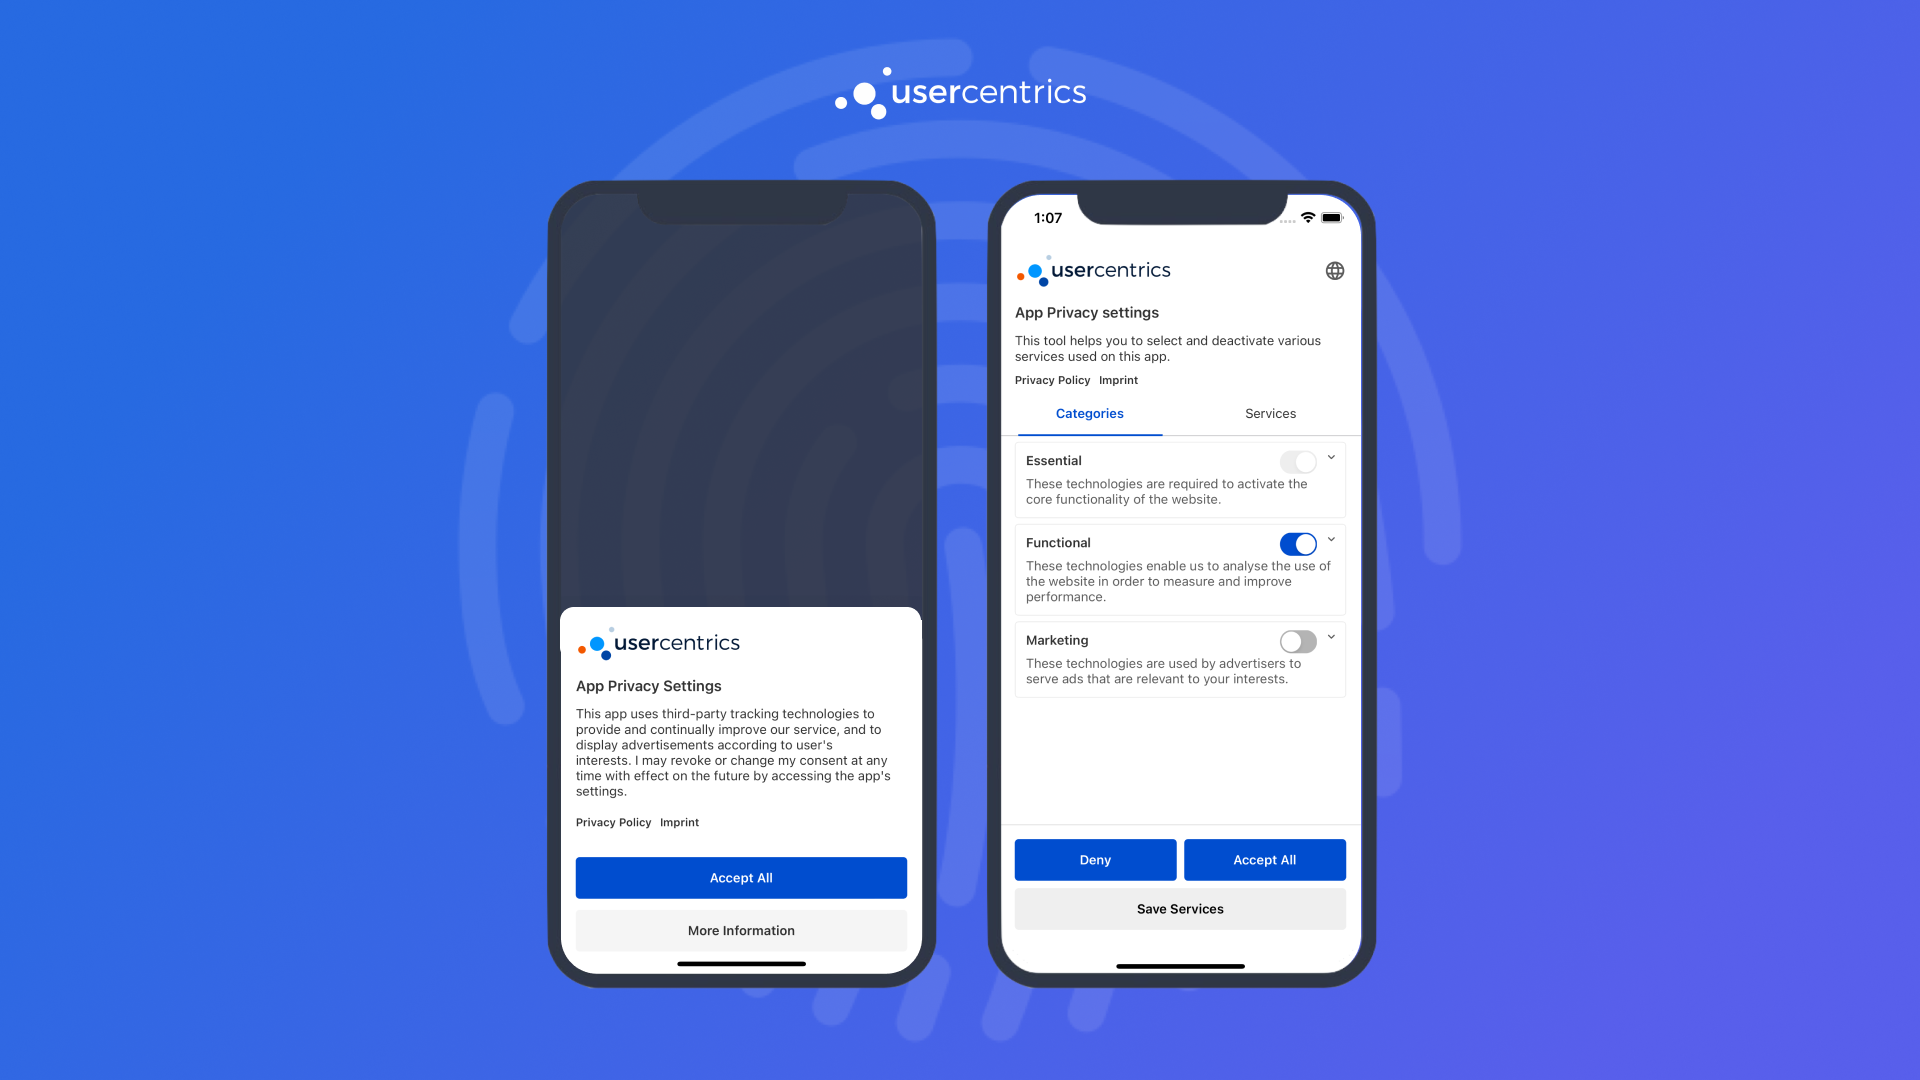 usercentrics
usercentrics
App Privacy Settings
This app uses third-party tracking technologies to
provide and continually improve our service, and to
display advertisements according to user's
interests. I may revoke or change my consent at any
time with effect on the future by accessing the app's
settings.
Privacy Policy Imprint
Accept All
More Information
1:07
usercentrics
App Privacy settings
This tool helps you to select and deactivate various
services used on this app.
Privacy Policy Imprint
Categories Services
Essential
These technologies are required to activate the
core functionality of the website.
Functional
These technologies enable us to analyse the use of
the website in order to measure and improve
performance.
Marketing
These technologies are used by advertisers to
serve ads that are relevant to your interests.
Deny Accept All
Save Services